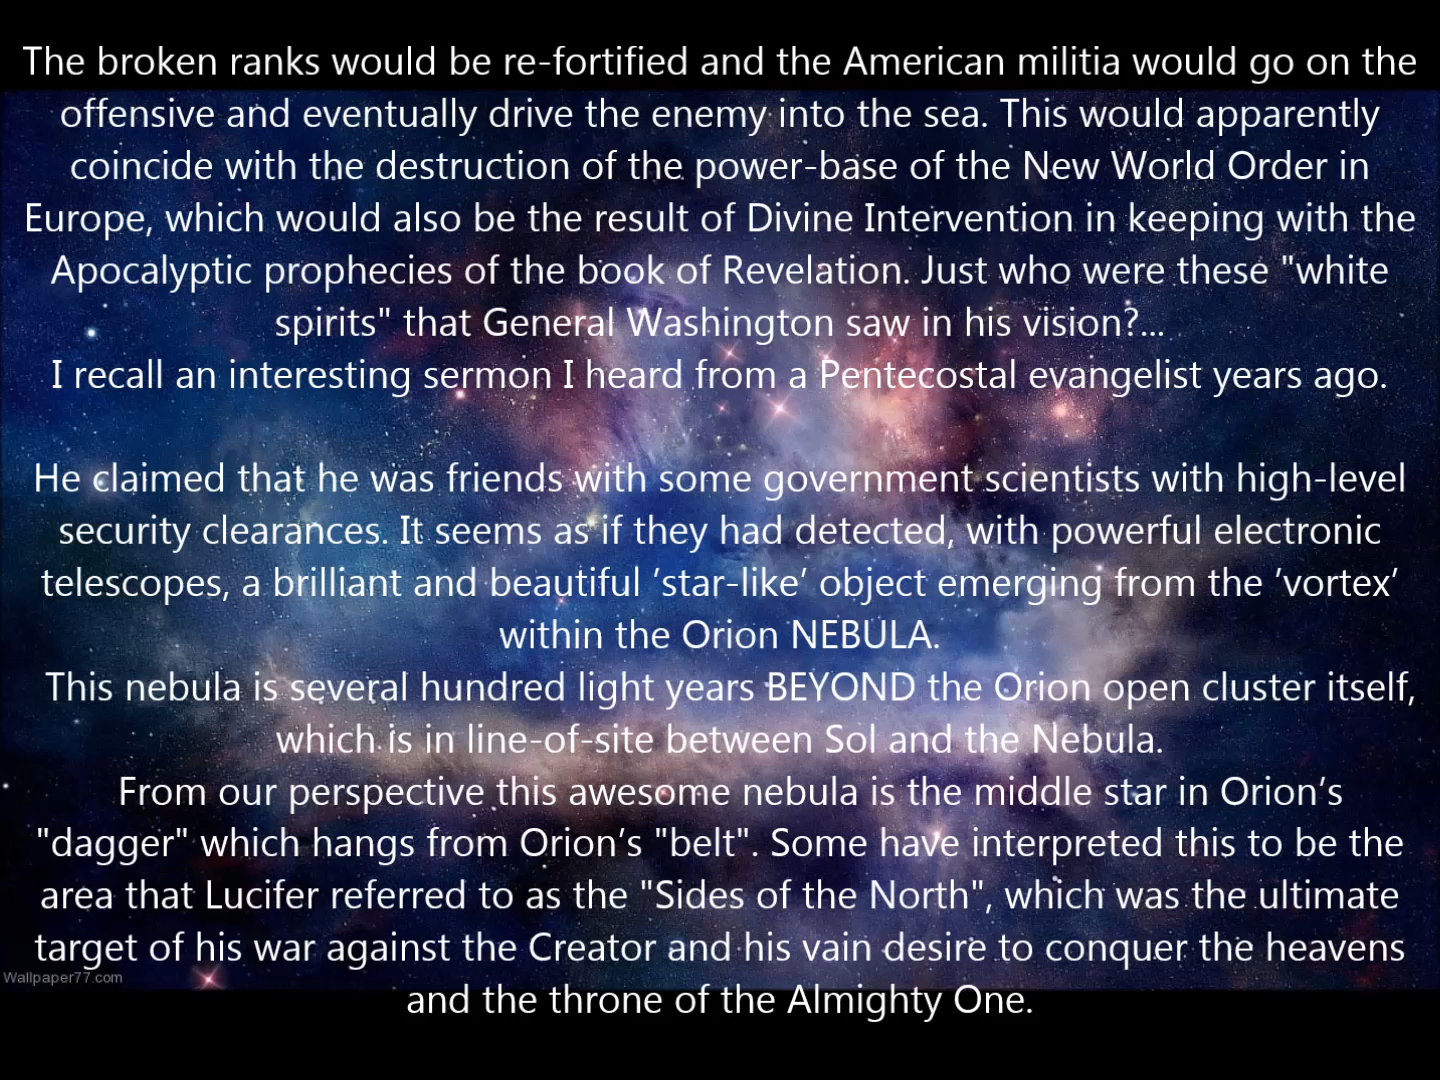 The broken ranks would be re-fortified and the American militia would go on the
offensive and eventually drive the enemy into the sea. This would apparently
coincide with the destruction of the power-base of the New World Order in
Europe, which would also be the result of Divine Intervention in keeping with the
Apocalyptic prophecies of the book of Revelation. Just who were these "white
spirits" that General Washington saw in his vision?...
I recall an interesting sermon I heard from a Pentecostal evangelist years ago.
He claimed that he was friends with some government scientists with high-level
security clearances. It seems as if they had detected, with powerful electronic
telescopes, a brilliant and beautiful ’star-like’ object emerging from the ’vortex’
within the Orion NEBULA.
This nebula is several hundred light years BEYOND the Orion open cluster itself,
which is in line-of-site between Sol and the Nebula.
From our perspective this awesome nebula is the middle star in Orion’s
"dagger" which hangs from Orion’s "belt". Some have interpreted this to be the
area that Lucifer referred to as the "Sides of the North", which was the ultimate
target of his war against the Creator and his vain desire to conquer the heavens
Wallpaper77.com
and the throne of the Almighty One.